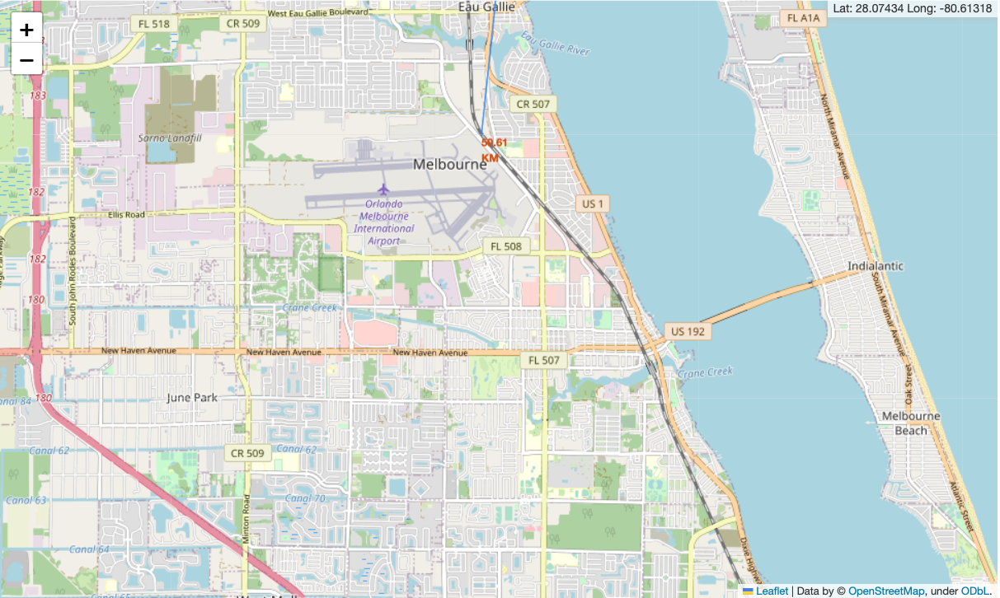 Eau Gallie
Lat: 28.07434 Long: -80.61318
West Eau Gallie Boulevard
FL A1A
FL 518
CR 509
+
−
Eau Gallie River
183
CR 507
North Miramar Avenue
Sarno Landfill
50.61
KM
Melbourne
182
US 1
Orlando
Melbourne
International
Airport
Ellis Road
South John Rodes Boulevard
FL 508
182
Indialantic
180
Crane Creek
South Miramar Avenue
US 192
New Haven Avenue
New Haven Avenue
New Haven Avenue
FL 507
Crane Creek
Oak Street
180
June Park
Canal 84
Melbourne
Beach
Canal 62
CR 509
Canal 62
Canal 63
Canal 70
Atlantic Street
Minton Road
Canal 64
Dixie Highway
Canal 65
Leaflet | Data by © OpenStreetMap, under ODbL.